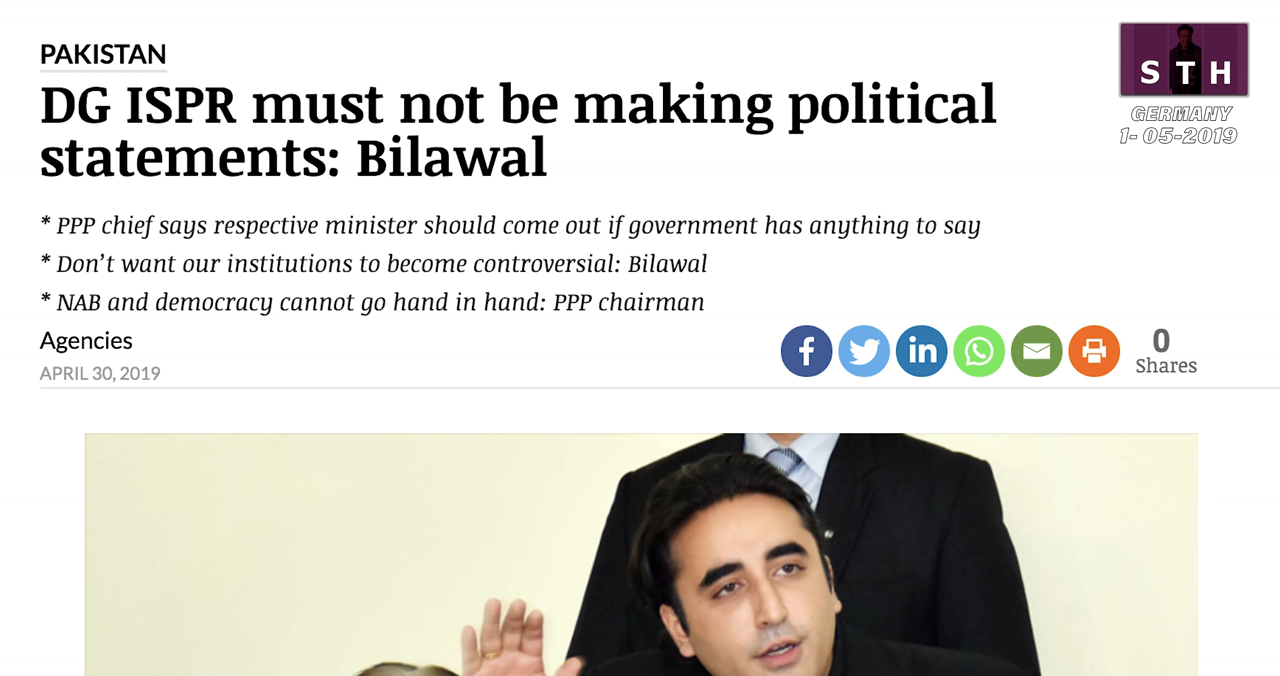 PAKISTAN
DG ISPR must not be making political
statements: Bilawal
* PPP chief says respective minister should come out if government has anything to say
* Don’t want our institutions to become controversial: Bilawal
* NAB and democracy cannot go hand in hand: PPP chairman
Agencies
APRIL 30, 2019
0
Shares
S T H
GERMANY
1- 05-2019